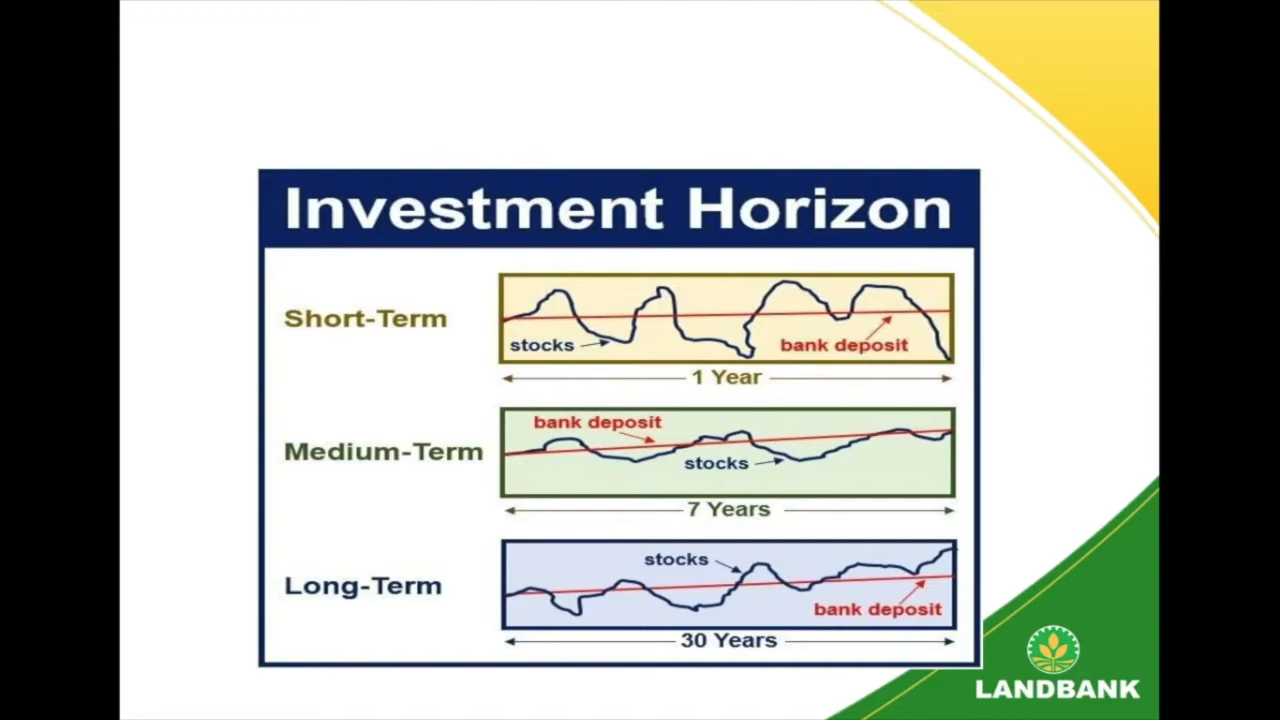 Investment Horizon
Short-Term
stocks
bank deposit
1 Year
Medium-Term
bank deposit
stocks
7 Years
Long-Term
stocks
bank deposit
30 Years
LANDBANK